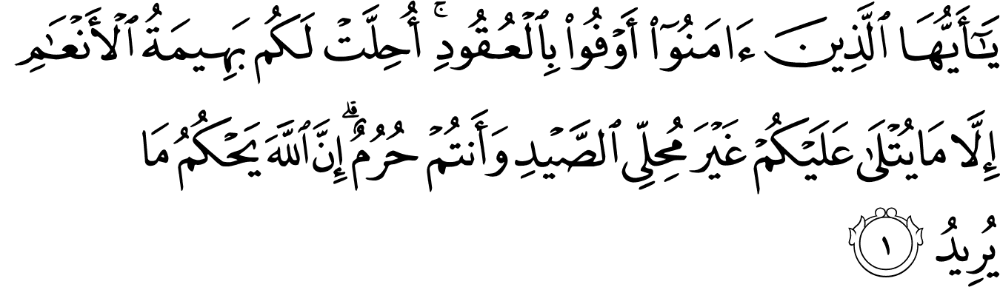 يَـٰٓأَيُّهَا ٱلَّذِينَ ءَامَنُوٓا۟ أَوْفُوا۟ بِٱلْعُقُودِ ۚ أُحِلَّتْ لَكُم بَهِيمَةُ ٱلْأَنْعَـٰمِ
إِلَّا مَا يُتْلَىٰ عَلَيْكُمْ غَيْرَ مُحِلِّى ٱلصَّيْدِ وَأَنتُمْ حُرُمٌ ۗ إِنَّ ٱللَّهَ يَحْكُمُ مَا
يُرِيدُ ١